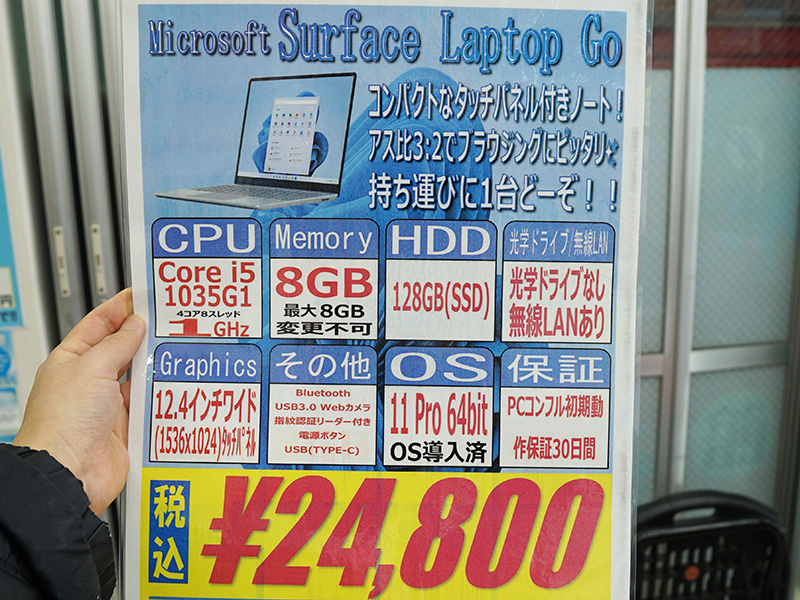 Microsoft Surface Laptop Go
コンパクトなタッチパネル付きノート！
アス比3:2でブラウジングにピッタリ☆
持ち運びに1台どーぞ！！
CPU
Core i5
1035G1
4コア8スレッド
1GHz
Memory
8GB
最大8GB
変更不可
HDD
128GB(SSD)
光学ドライブ/無線LAN
光学ドライブなし
無線LANあり
Graphics
12.4インチワイド
(1536x1024)タッチパネル
その他
Bluetooth
USB3.0 Webカメラ
指紋認証リーダー付き
電源ボタン
USB(TYPE-C)
OS
11 Pro 64bit
OS導入済
保証
PCコンフル初期動
作保証30日間
税込
¥24,800
円